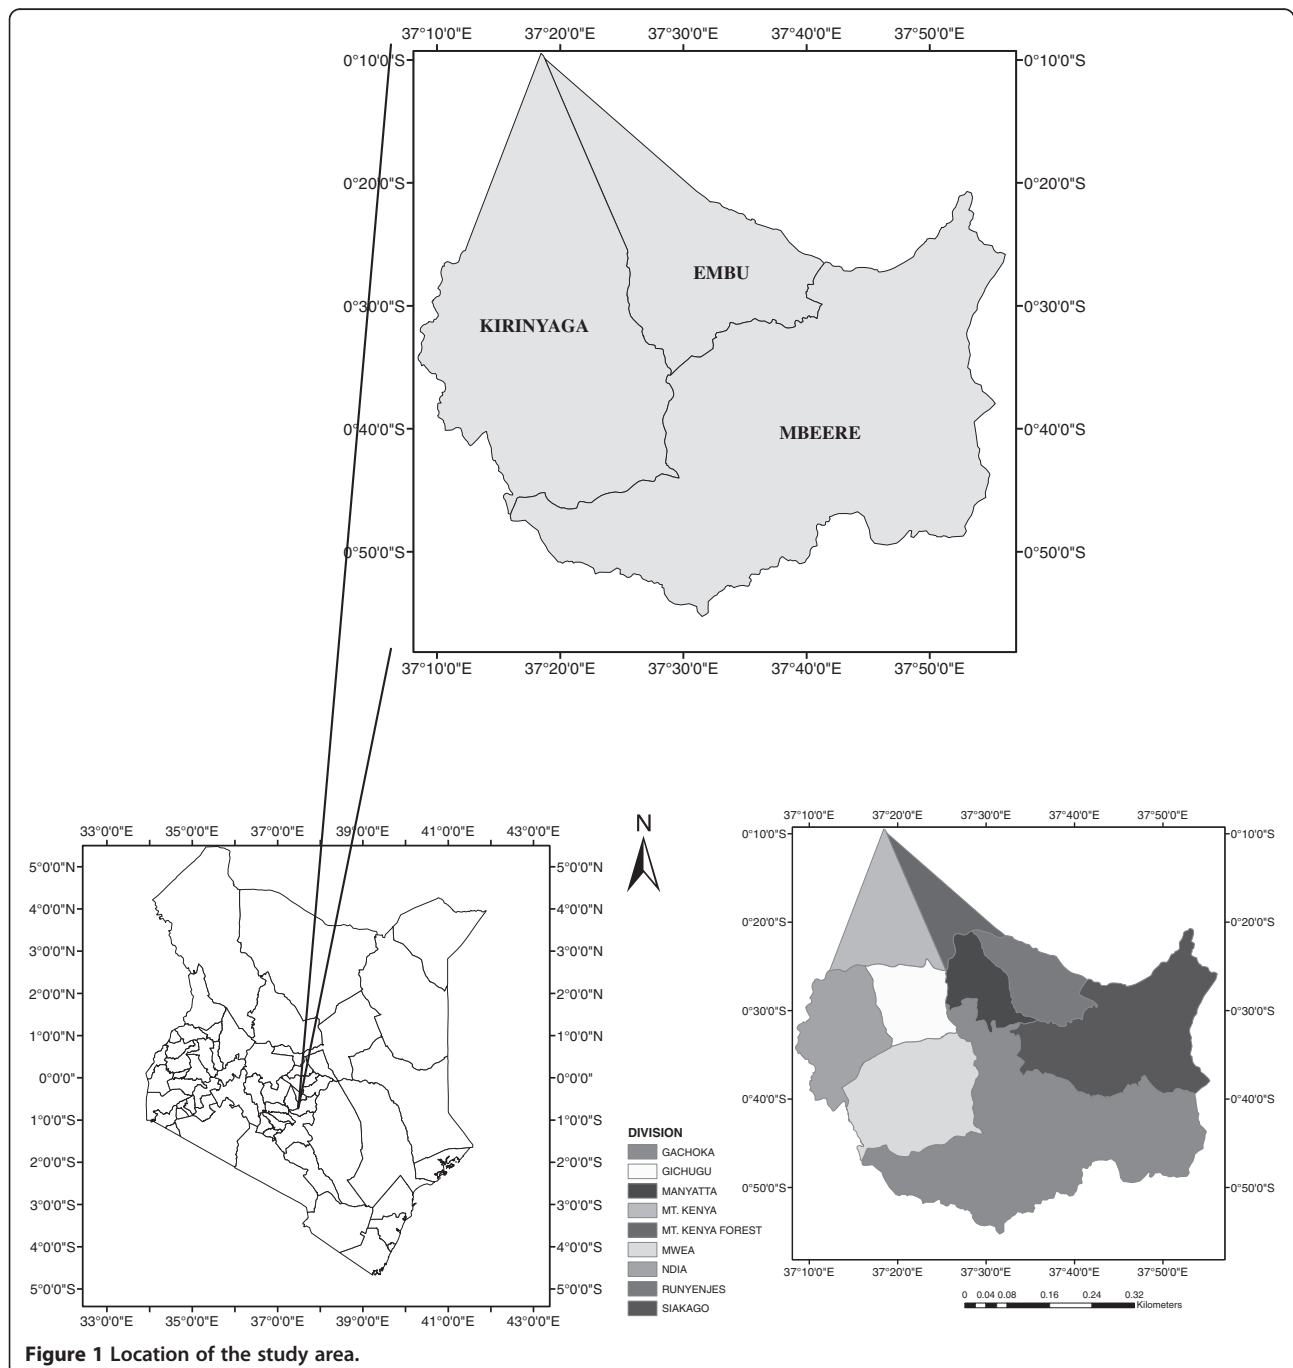 37°10'0"E 37°20'0"E 37°30'0"E 37°40'0"E 37°50'0"E
0°10'0"S 0°10'0"S
0°20'0"S 0°20'0"S
EMBU
0°30'0"S 0°30'0"S
KIRINYAGA
0°40'0"S 0°40'0"S
MBEERE
0°50'0"S 0°50'0"S
37°10'0"E 37°20'0"E 37°30'0"E 37°40'0"E 37°50'0"E
33°0'0"E 35°0'0"E 37°0'0"E 39°0'0"E 41°0'0"E 43°0'0"E
5°0'0"N 5°0'0"N
4°0'0"N 4°0'0"N
3°0'0"N 3°0'0"N
2°0'0"N 2°0'0"N
1°0'0"N 1°0'0"N
0°0'0" 0°0'0"
1°0'0"S 1°0'0"S
2°0'0"S 2°0'0"S
3°0'0"S 3°0'0"S
4°0'0"S 4°0'0"S
5°0'0"S 5°0'0"S
33°0'0"E 35°0'0"E 37°0'0"E 39°0'0"E 41°0'0"E 43°0'0"E
N
DIVISION
GACHOKA
GICHUGU
MANYATTA
MT. KENYA
MT. KENYA FOREST
MWEA
NDIA
RUNYENJES
SIAKAGO
37°10'0"E 37°20'0"E 37°30'0"E 37°40'0"E 37°50'0"E
0°10'0"S 0°10'0"S
0°20'0"S 0°20'0"S
0°30'0"S 0°30'0"S
0°40'0"S 0°40'0"S
0°50'0"S 0°50'0"S
37°10'0"E 37°20'0"E 37°30'0"E 37°40'0"E 37°50'0"E
0 0.04 0.08 0.16 0.24 0.32
Kilometers
Figure 1 Location of the study area.